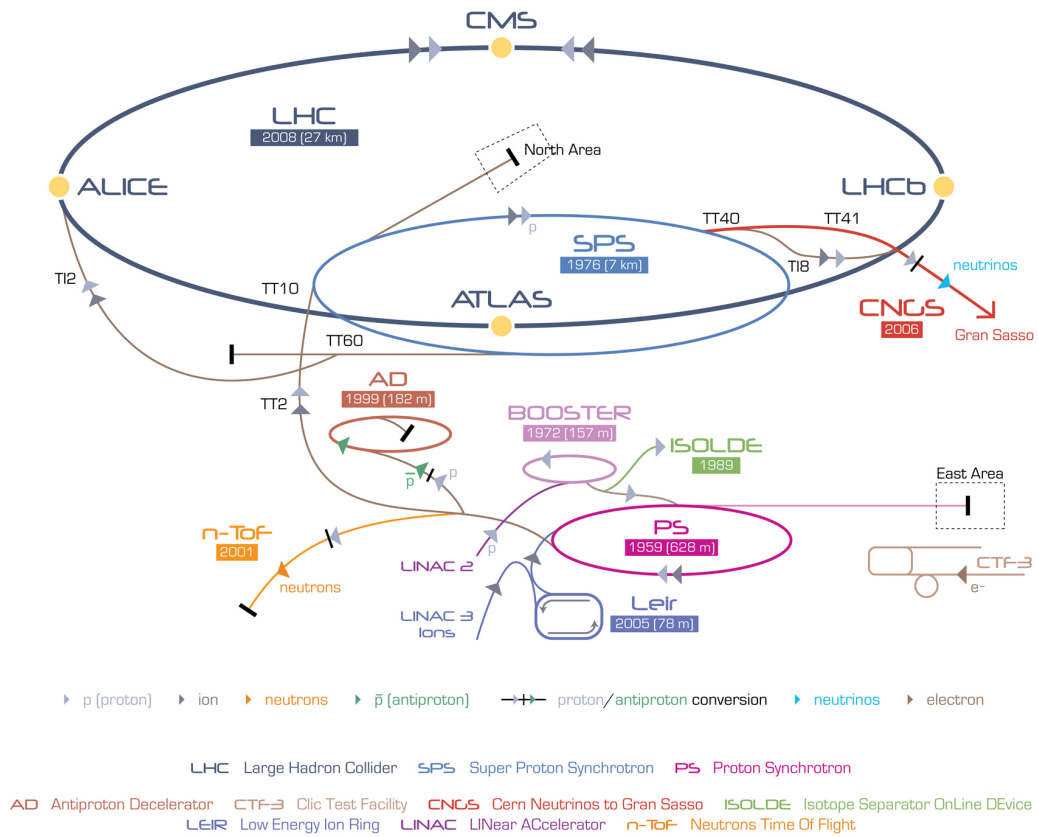 CMS
LHC
2008 (27 km)
North Area
ALICE
LHCb
TT40
TT41
p
SPS
1976 (7 km)
TI8
neutrinos
TI2
TT10
ATLAS
CNGS
2006
Gran Sasso
TT60
AD
1999 (182 m)
TT2
BOOSTER
1972 (157 m)
ISOLDE
1989
p̄
p
East Area
n-ToF
2001
neutrons
LINAC 2
p
PS
1959 (628 m)
CTF-3
e-
LINAC 3
Ions
Leir
2005 (78 m)
p (proton) ion neutrons p̄ (antiproton) proton/antiproton conversion neutrinos electron
LHC Large Hadron Collider SPS Super Proton Synchrotron PS Proton Synchrotron
AD Antiproton Decelerator CTF-3 Clic Test Facility CNGS Cern Neutrinos to Gran Sasso ISOLDE Isotope Separator OnLine DEvice
LEIR Low Energy Ion Ring LINAC LINear ACcelerator n-ToF Neutrons Time Of Flight